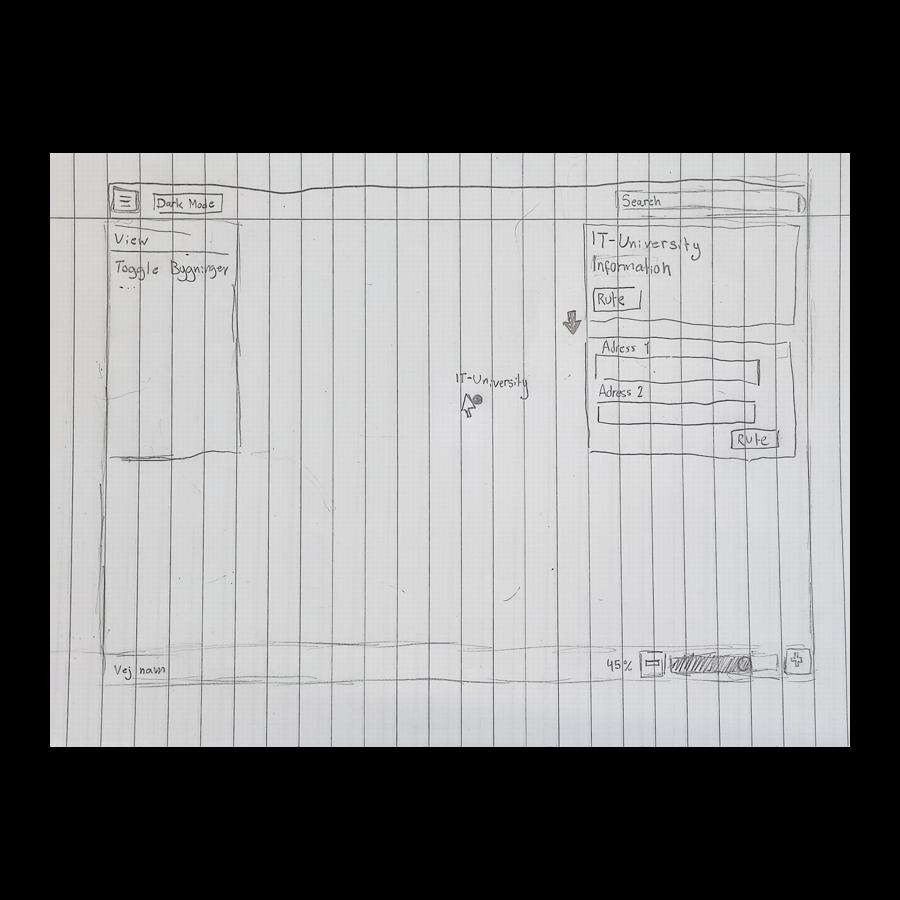 Dark Mode
Search
View
Toggle Bygninger
...
IT-University
Information
Rute
Adress 1
Adress 2
Rute
IT-University
Vej navn
45%